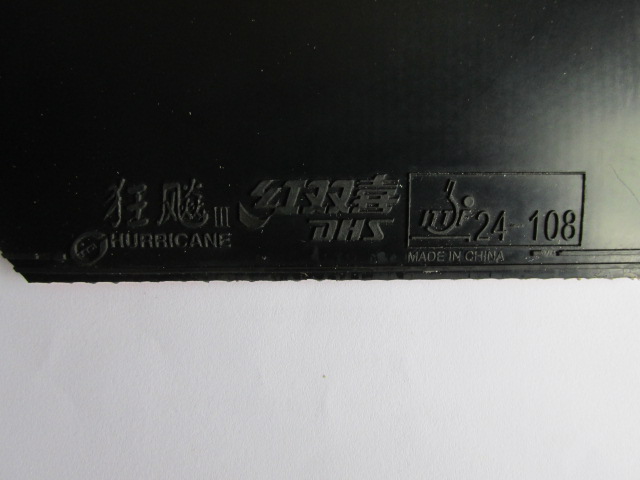 狂飚 III
HURRICANE
红双喜
DHS
ITTF 24-108
MADE IN CHINA